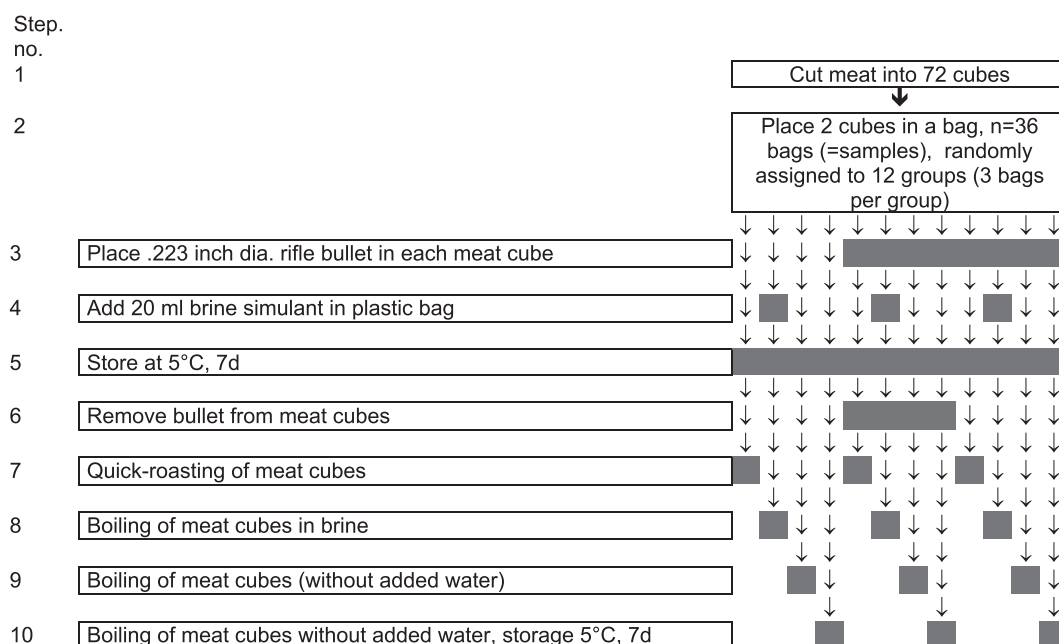 Step.
no.
1
Cut meat into 72 cubes
2
Place 2 cubes in a bag, n=36
bags (=samples), randomly
assigned to 12 groups (3 bags
per group)
3
Place .223 inch dia. rifle bullet in each meat cube
4
Add 20 ml brine simulant in plastic bag
5
Store at 5°C, 7d
6
Remove bullet from meat cubes
7
Quick-roasting of meat cubes
8
Boiling of meat cubes in brine
9
Boiling of meat cubes (without added water)
10
Boiling of meat cubes without added water, storage 5°C, 7d